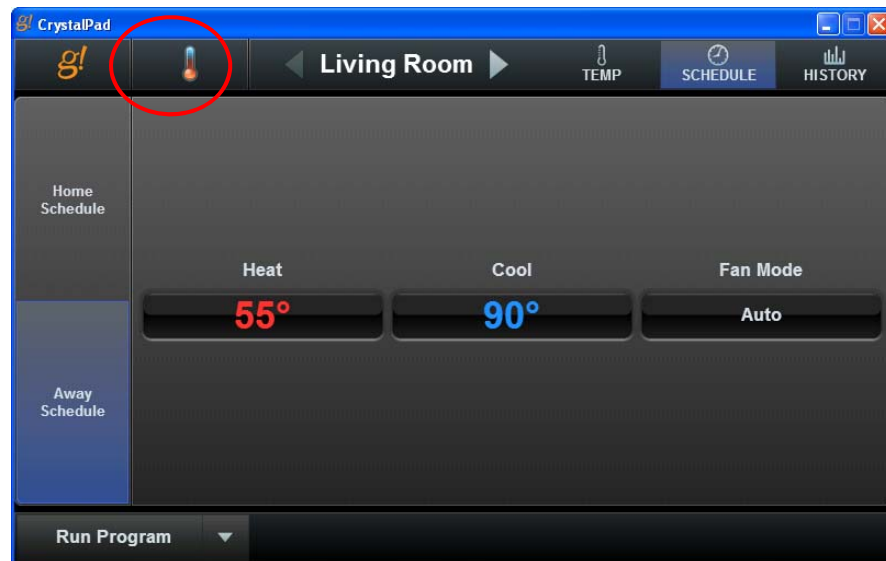 g! CrystalPad
g!
Living Room
TEMP
SCHEDULE
HISTORY
Home
Schedule
Heat
Cool
Fan Mode
55°
90°
Auto
Away
Schedule
Run Program